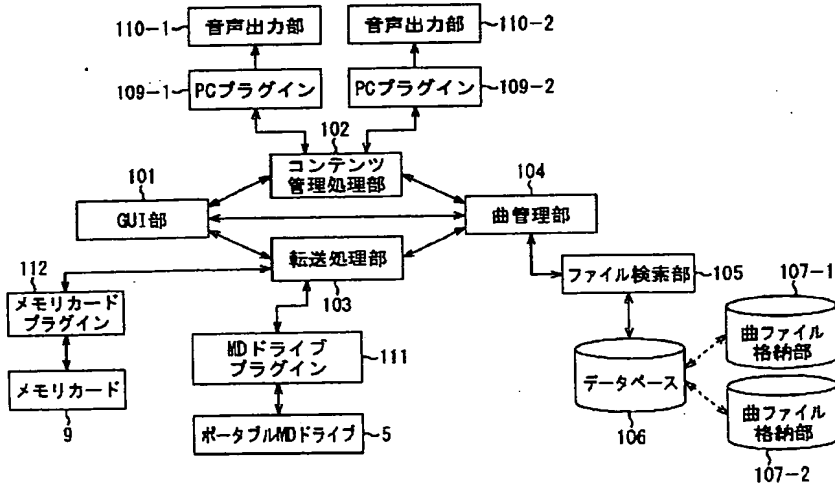 110-1
音声出力部
音声出力部
110-2
109-1
PCプラグイン
PCプラグイン
109-2
102
コンテンツ
管理処理部
101
GUI部
104
曲管理部
転送処理部
103
ファイル検索部
105
112
メモリカード
プラグイン
MDドライブ
プラグイン
111
107-1
曲ファイル
格納部
データベース
106
メモリカード
9
ポータブルMDドライブ
5
曲ファイル
格納部
107-2